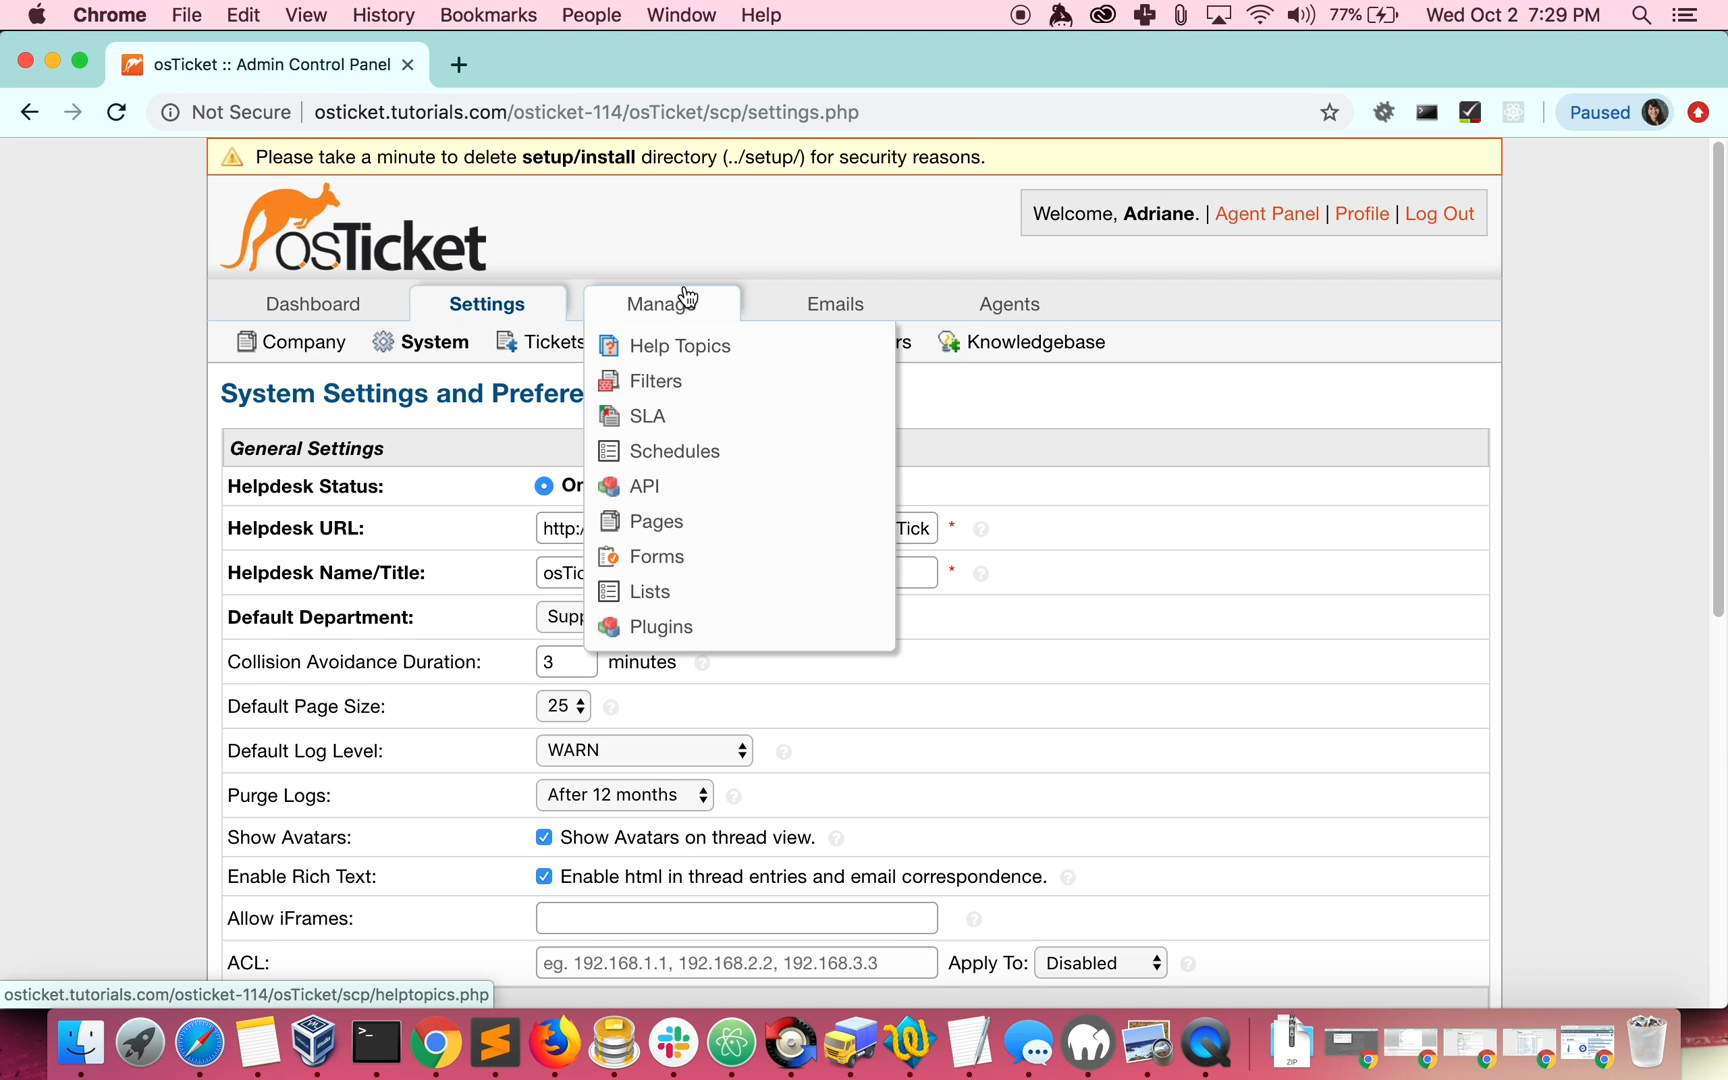 Chrome File Edit View History Bookmarks People Window Help 77% Wed Oct 2 7:29 PM
osTicket :: Admin Control Panel
Not Secure osticket.tutorials.com/osticket-114/osTicket/scp/settings.php Paused
Please take a minute to delete setup/install directory (../setup/) for security reasons.
osTicket
Welcome, Adriane. | Agent Panel | Profile | Log Out
Dashboard Settings Manage Emails Agents
Company System Tickets rs Knowledgebase
Help Topics
Filters
SLA
Schedules
API
Pages
Forms
Lists
Plugins
System Settings and Prefere
General Settings
Helpdesk Status: On
Helpdesk URL: http:/ Tick *
Helpdesk Name/Title: osTic *
Default Department: Supp
Collision Avoidance Duration: 3 minutes
Default Page Size: 25
Default Log Level: WARN
Purge Logs: After 12 months
Show Avatars: Show Avatars on thread view.
Enable Rich Text: Enable html in thread entries and email correspondence.
Allow iFrames:
ACL: eg. 192.168.1.1, 192.168.2.2, 192.168.3.3 Apply To: Disabled
osticket.tutorials.com/osticket-114/osTicket/scp/helptopics.php
ZIP